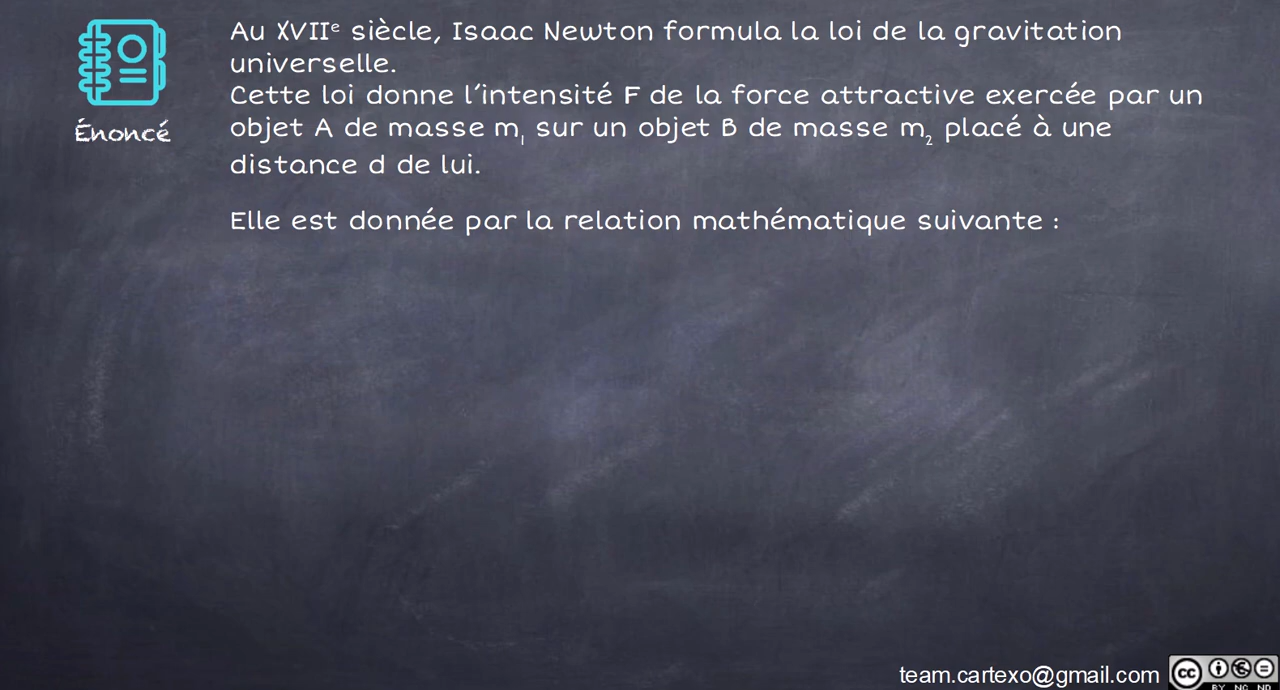 Au XVIIᵉ siècle, Isaac Newton formula la loi de la gravitation
universelle.
Cette loi donne l'intensité F de la force attractive exercée par un
Énoncé
objet A de masse m₁ sur un objet B de masse m₂ placé à une
distance d de lui.
Elle est donnée par la relation mathématique suivante :
team.cartexo@gmail.com
cc
BY NC ND